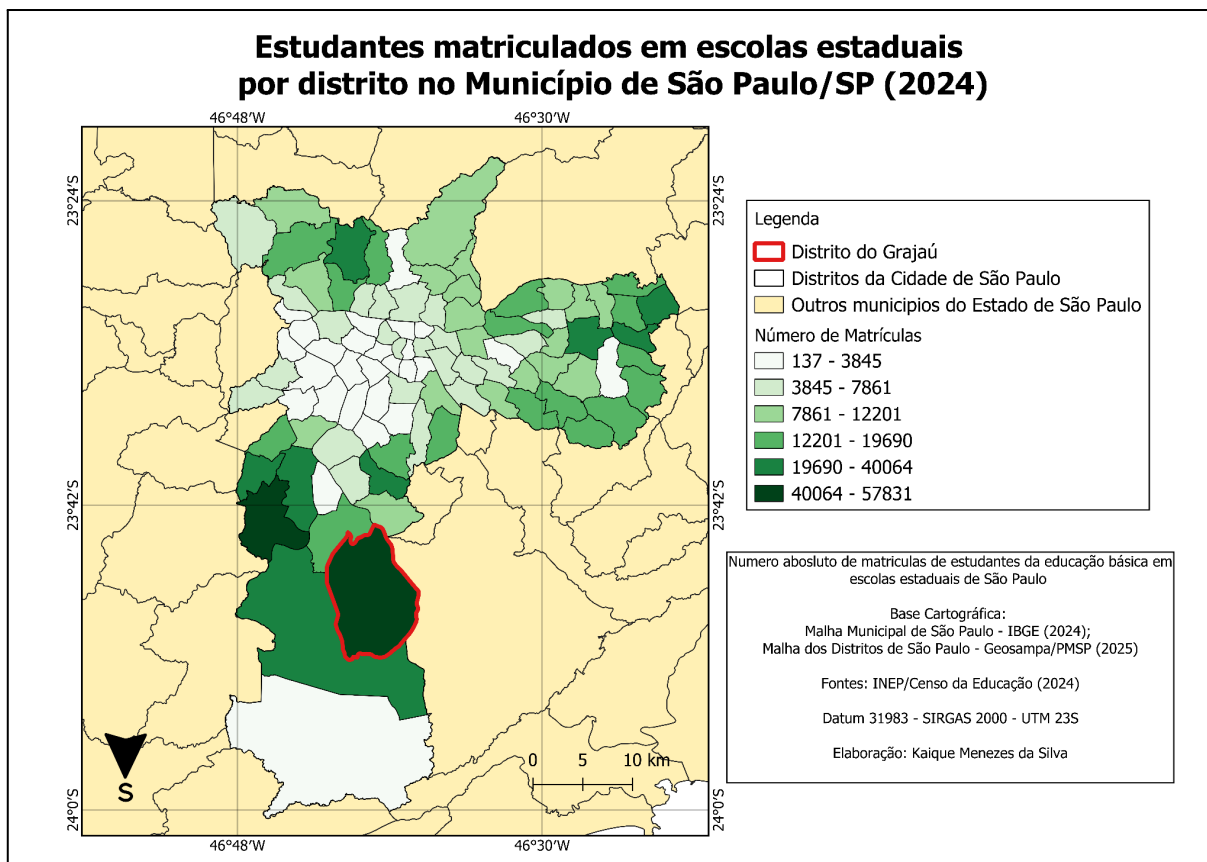 Estudantes matriculados em escolas estaduais
por distrito no Município de São Paulo/SP (2024)
46°48'W
46°30'W
23°24'S
23°24'S
23°42'S
23°42'S
24°0'S
24°0'S
46°48'W
46°30'W
S
0 5 10 km
Legenda
Distrito do Grajaú
Distritos da Cidade de São Paulo
Outros municipios do Estado de São Paulo
Número de Matrículas
137 - 3845
3845 - 7861
7861 - 12201
12201 - 19690
19690 - 40064
40064 - 57831
Numero abosluto de matriculas de estudantes da educação básica em
escolas estaduais de São Paulo
Base Cartográfica:
Malha Municipal de São Paulo - IBGE (2024);
Malha dos Distritos de São Paulo - Geosampa/PMSP (2025)
Fontes: INEP/Censo da Educação (2024)
Datum 31983 - SIRGAS 2000 - UTM 23S
Elaboração: Kaique Menezes da Silva